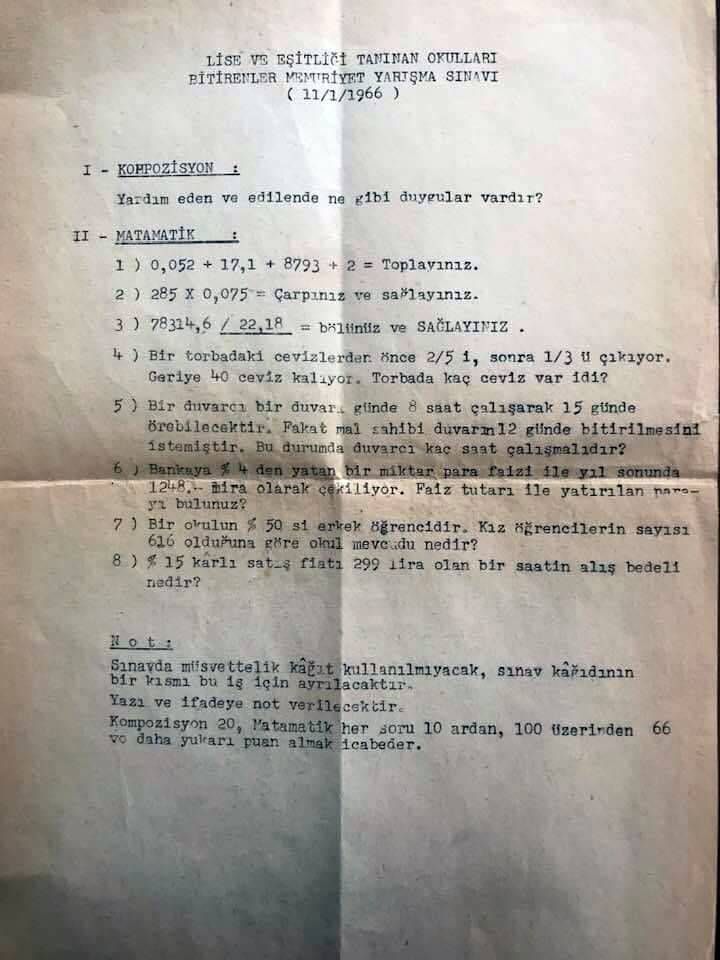 LİSE VE EŞİTLİĞİ TANINAN OKULLARI
BİTİRENLER MEMURİYET YARIŞMA SINAVI
( 11/1/1966 )
I - KOMPOZİSYON :
Yardım eden ve edilende ne gibi duygular vardır?
II - MATAMATİK :
1 ) 0,052 + 17,1 + 8793 + 2 = Toplayınız.
2 ) 285 X 0,075 = Çarpınız ve sağlayınız.
3 ) 78314,6 / 22,18 = bölünüz ve SAĞLAYINIZ .
4 ) Bir torbadaki cevizlerden önce 2/5 i, sonra 1/3 ü çıkıyor.
Geriye 40 ceviz kalıyor. Torbada kaç ceviz var idi?
5 ) Bir duvarcı bir duvarı günde 8 saat çalışarak 15 günde
örebilecektir. Fakat mal sahibi duvarın12 günde bitirilmesini
istemiştir. Bu durumda duvarcı kaç saat çalışmalıdır?
6 ) Bankaya % 4 den yatan bir miktar para faizi ile yıl sonunda
1248.- lira olarak çekiliyor. Faiz tutarı ile yatırılan para-
yı bulunuz?
7 ) Bir okulun % 50 si erkek öğrencidir. Kız öğrencilerin sayısı
616 olduğuna göre okul mevcudu nedir?
8 ) % 15 kârlı satış fiatı 299 lira olan bir saatin alış bedeli
nedir?
N o t :
Sınavda müsvettelik kâğıt kullanılmıyacak, sınav kâğıdının
bir kısmı bu iş için ayrılacaktır.
Yazı ve ifadeye not verilecektir.
Kompozisyon 20, Matamatik her soru 10 ardan, 100 üzerinden 66
ve daha yukarı puan almak icabeder.